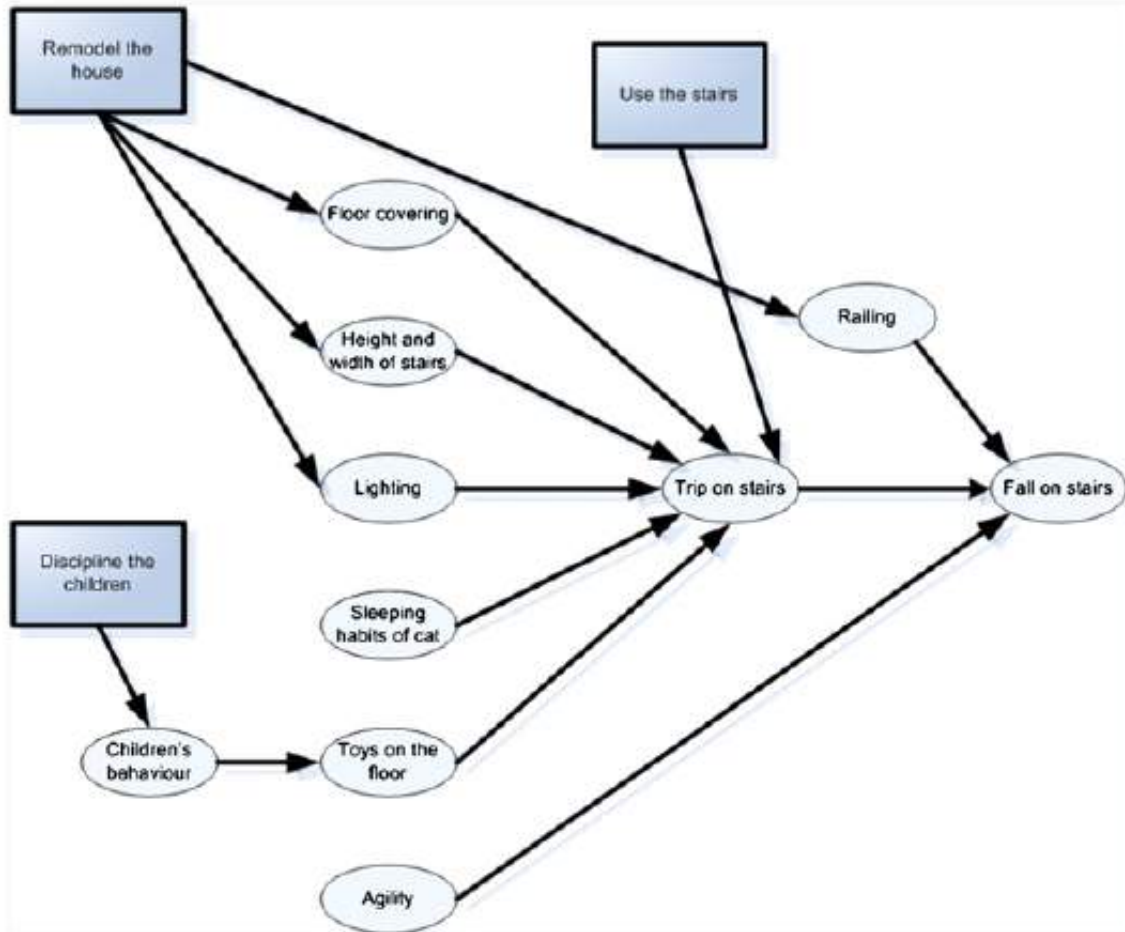 Remodel the
house
Use the stairs
Floor covering
Railing
Height and
width of stairs
Lighting
Trip on stairs
Fall on stairs
Discipline the
children
Sleeping
habits of cat
Children's
behaviour
Toys on the
floor
Agility